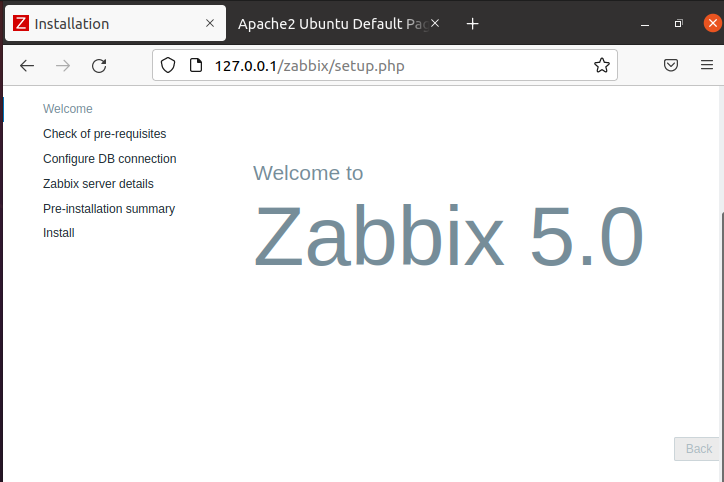 Installation
Apache2 Ubuntu Default Pag
127.0.0.1/zabbix/setup.php
Welcome
Check of pre-requisites
Configure DB connection
Zabbix server details
Pre-installation summary
Install
Welcome to
Zabbix 5.0
Back